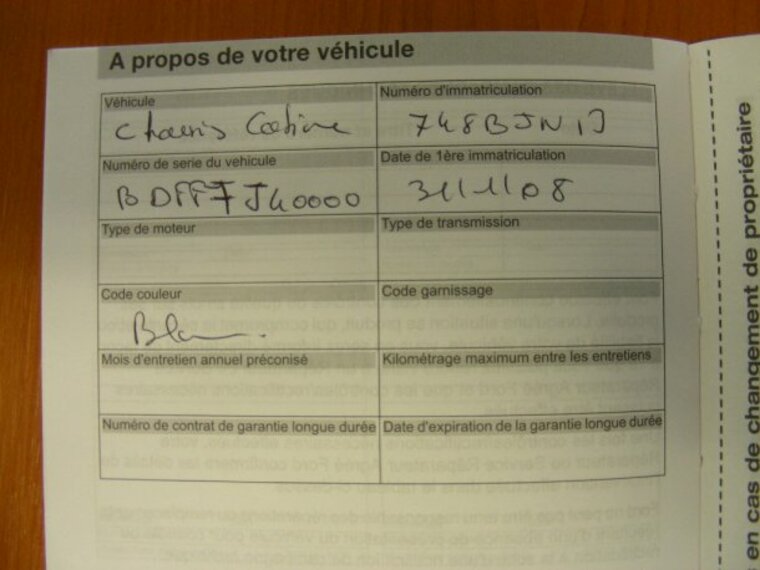 A propos de votre véhicule
Véhicule
Numéro d'immatriculation
Chassis Cabine
748BJN13
Numéro de serie du vehicule
Date de 1ère immatriculation
BDFF7J40000
Type de moteur
Type de transmission
Code couleur
Code garnissage
Mois d'entretien annuel préconisé
Kilométrage maximum entre les entretiens
Numéro de contrat de garantie longue durée
Date d'expiration de la garantie longue durée
en cas de changement de propriétaire